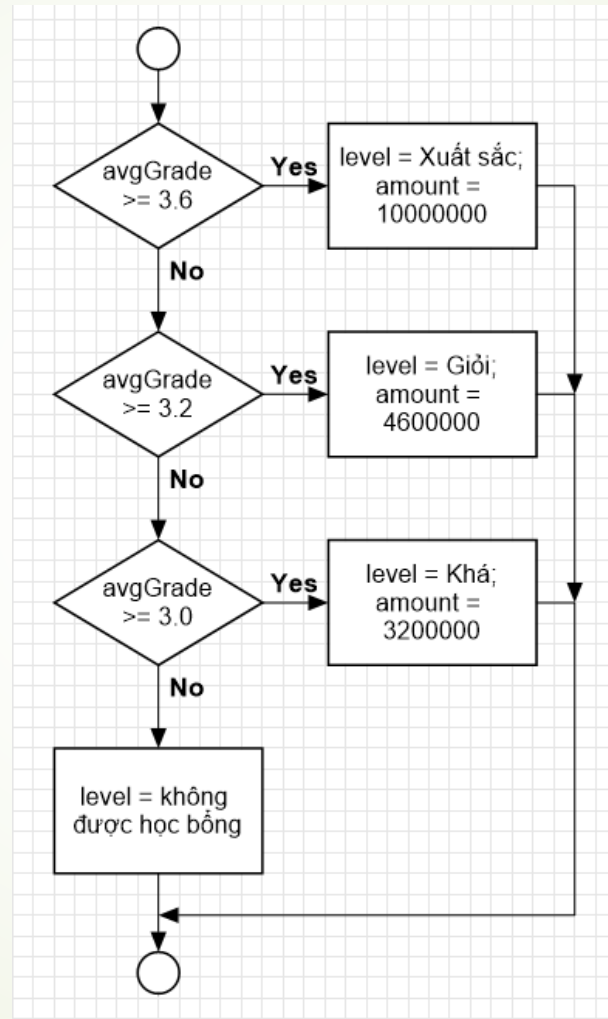 avgGrade
>= 3.6
Yes
level = Xuất sắc;
amount =
10000000
No
avgGrade
>= 3.2
Yes
level = Giỏi;
amount =
4600000
No
avgGrade
>= 3.0
Yes
level = Khá;
amount =
3200000
No
level = không
được học bổng